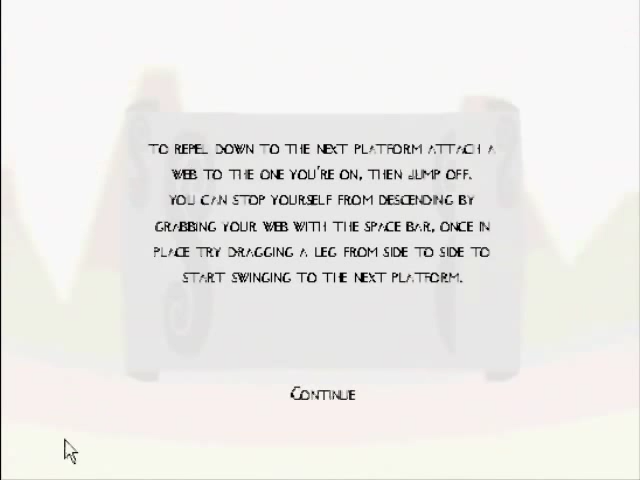 TO REPEL DOWN TO THE NEXT PLATFORM ATTACH A
WEB TO THE ONE YOU'RE ON, THEN JUMP OFF.
YOU CAN STOP YOURSELF FROM DESCENDING BY
GRABBING YOUR WEB WITH THE SPACE BAR, ONCE IN
PLACE TRY DRAGGING A LEG FROM SIDE TO SIDE TO
START SWINGING TO THE NEXT PLATFORM.
CONTINUE